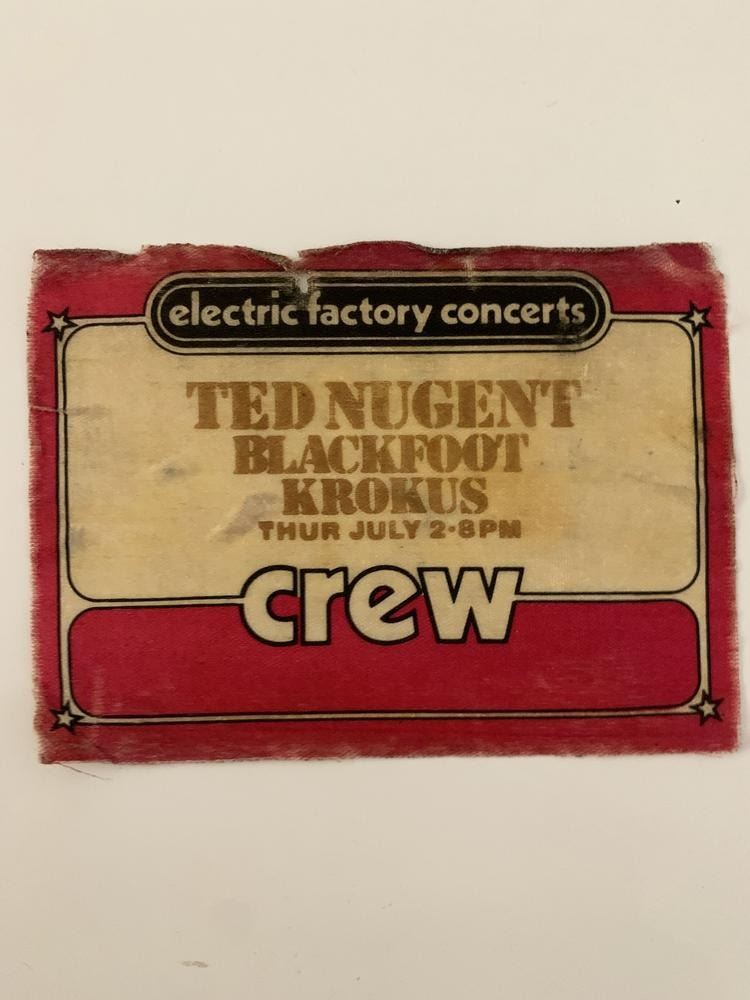 electric factory concerts
TED NUGENT
BLACKFOOT
KROKUS
THUR JULY 2•8PM
crew